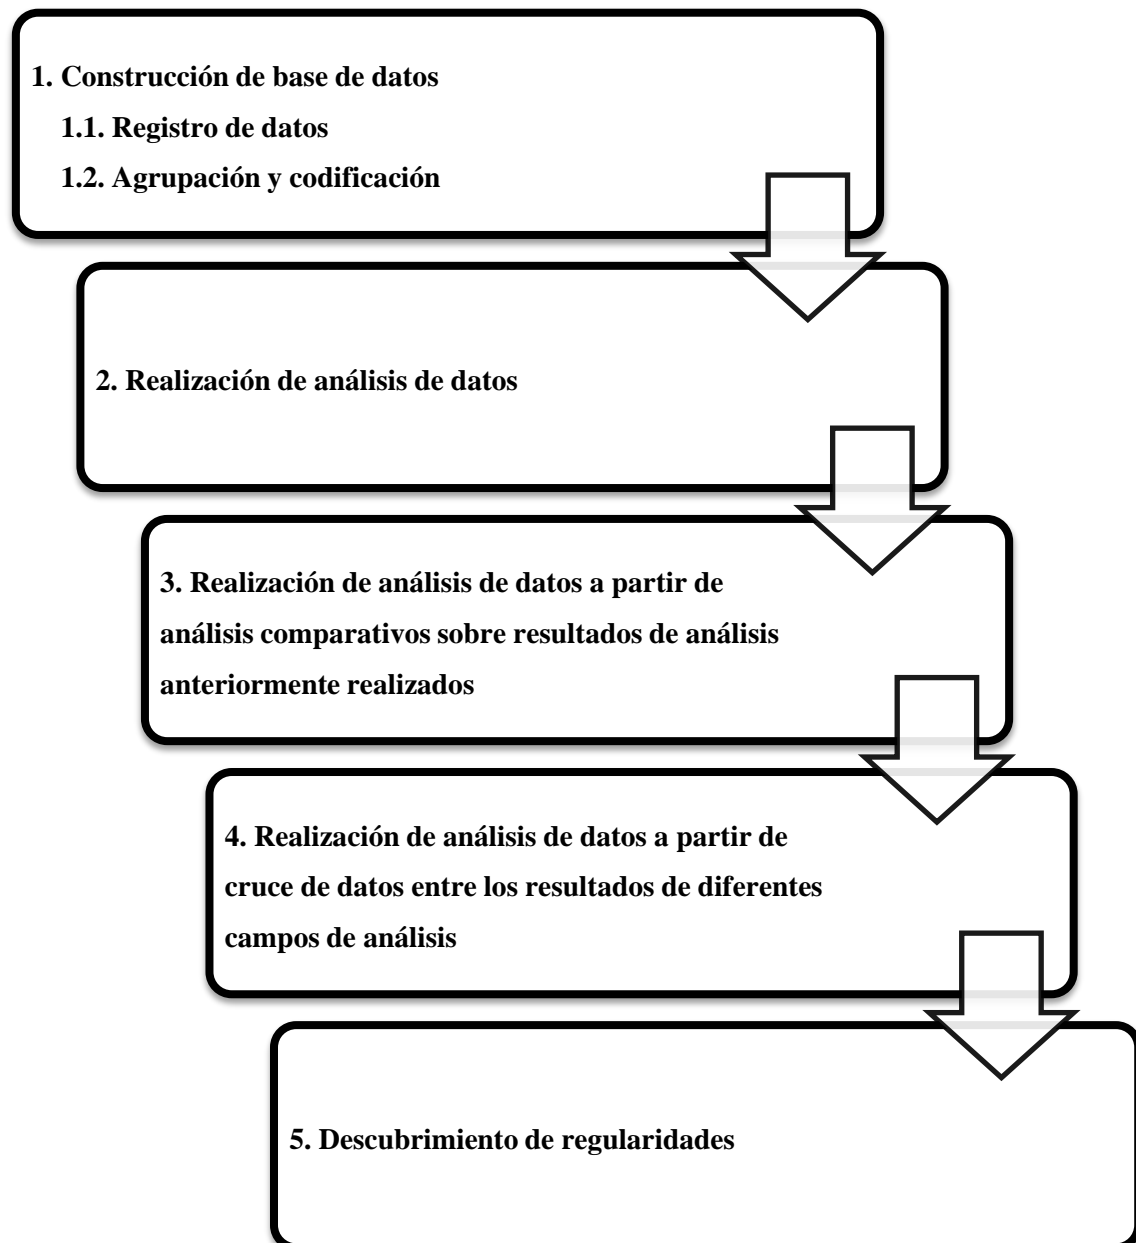 1. Construcción de base de datos
1.1. Registro de datos
1.2. Agrupación y codificación
2. Realización de análisis de datos
3. Realización de análisis de datos a partir de
análisis comparativos sobre resultados de análisis
anteriormente realizados
4. Realización de análisis de datos a partir de
cruce de datos entre los resultados de diferentes
campos de análisis
5. Descubrimiento de regularidades